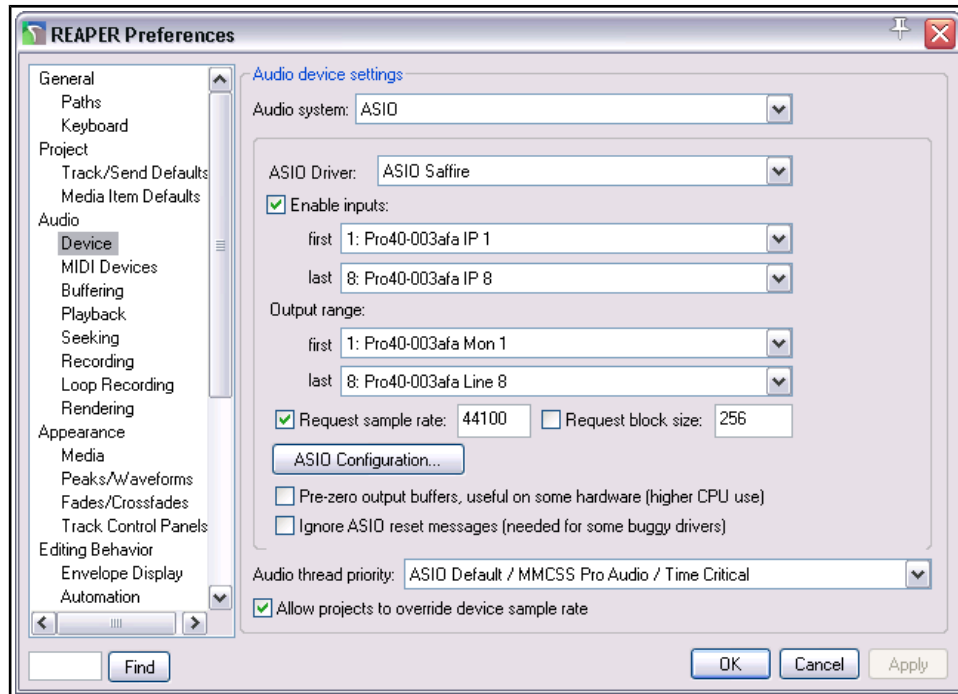 REAPER Preferences
General
Paths
Keyboard
Project
Track/Send Defaults
Media Item Defaults
Audio
Device
MIDI Devices
Buffering
Playback
Seeking
Recording
Loop Recording
Rendering
Appearance
Media
Peaks/Waveforms
Fades/Crossfades
Track Control Panels
Editing Behavior
Envelope Display
Automation
Find
Audio device settings
Audio system: ASIO
ASIO Driver: ASIO Saffire
Enable inputs:
first 1: Pro40-003afa IP 1
last 8: Pro40-003afa IP 8
Output range:
first 1: Pro40-003afa Mon 1
last 8: Pro40-003afa Line 8
Request sample rate: 44100 Request block size: 256
ASIO Configuration...
Pre-zero output buffers, useful on some hardware (higher CPU use)
Ignore ASIO reset messages (needed for some buggy drivers)
Audio thread priority: ASIO Default / MMCSS Pro Audio / Time Critical
Allow projects to override device sample rate
OK Cancel Apply